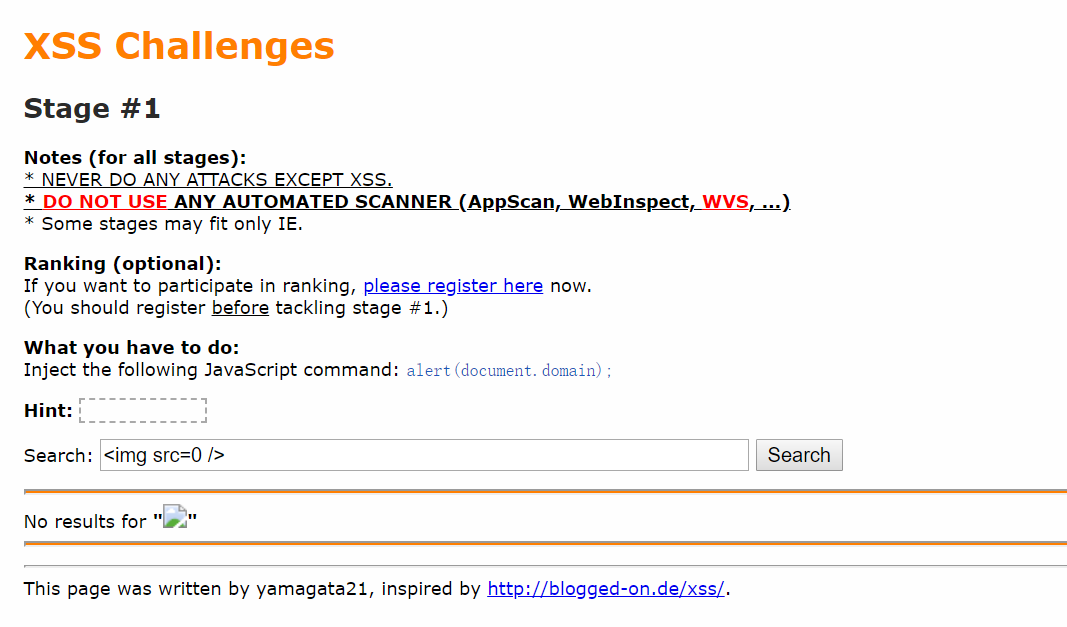 XSS Challenges
Stage #1
Notes (for all stages):
* NEVER DO ANY ATTACKS EXCEPT XSS.
* DO NOT USE ANY AUTOMATED SCANNER (AppScan, WebInspect, WVS, ...)
* Some stages may fit only IE.
Ranking (optional):
If you want to participate in ranking, please register here now.
(You should register before tackling stage #1.)
What you have to do:
Inject the following JavaScript command: alert(document.domain);
Hint:
Search: <img src=0 /> Search
No results for ""
This page was written by yamagata21, inspired by http://blogged-on.de/xss/.